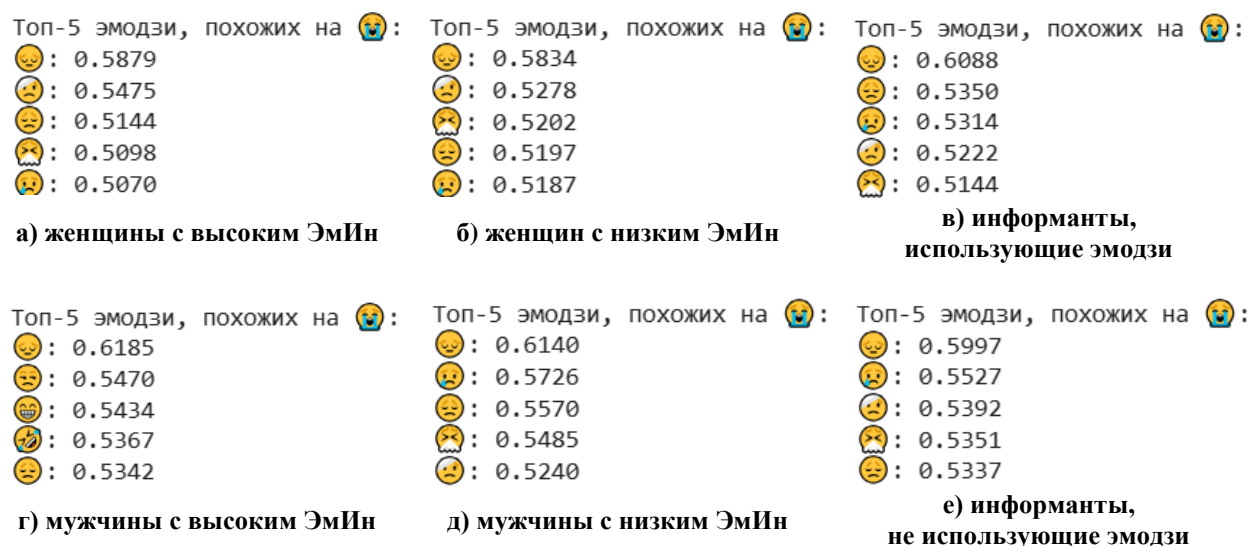 Топ-5 эмодзи, похожих на 😭:
😞: 0.5879
🤕: 0.5475
😔: 0.5144
😤: 0.5098
😢: 0.5070
а) женщины с высоким ЭмИн
Топ-5 эмодзи, похожих на 😭:
😞: 0.5834
🤕: 0.5278
😤: 0.5202
😔: 0.5197
😢: 0.5187
б) женщин с низким ЭмИн
Топ-5 эмодзи, похожих на 😭:
😞: 0.6088
😔: 0.5350
😢: 0.5314
🤕: 0.5222
😤: 0.5144
в) информанты,
использующие эмодзи
Топ-5 эмодзи, похожих на 😭:
😞: 0.6185
😒: 0.5470
😁: 0.5434
🤣: 0.5367
😔: 0.5342
г) мужчины с высоким ЭмИн
Топ-5 эмодзи, похожих на 😭:
😞: 0.6140
😢: 0.5726
😔: 0.5570
😤: 0.5485
🤕: 0.5240
д) мужчины с низким ЭмИн
Топ-5 эмодзи, похожих на 😭:
😞: 0.5997
😢: 0.5527
🤕: 0.5392
😤: 0.5351
😔: 0.5337
е) информанты,
не использующие эмодзи